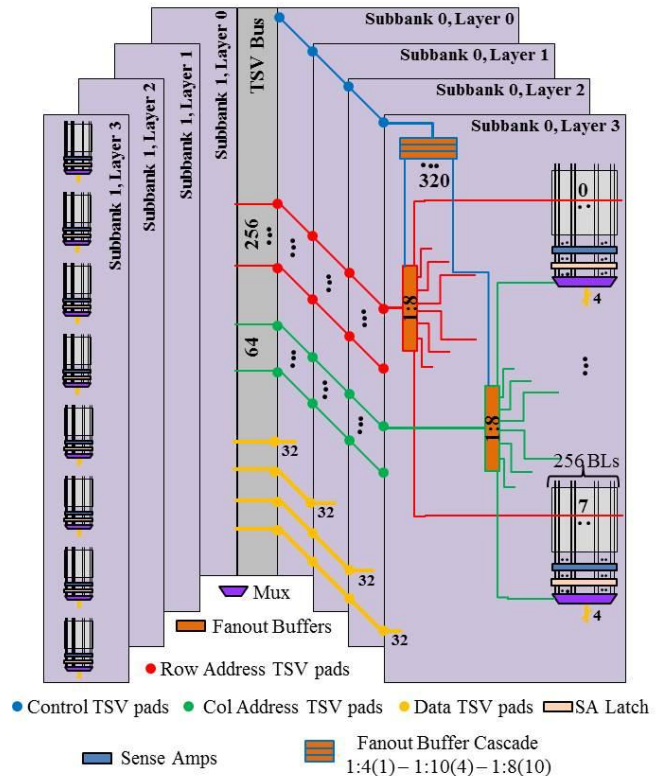 Subbank 0, Layer 0
Subbank 0, Layer 1
Subbank 0, Layer 2
Subbank 0, Layer 3
Subbank 1, Layer 0
Subbank 1, Layer 1
Subbank 1, Layer 2
Subbank 1, Layer 3
TSV Bus
320
0
256
1:8
4
64
1:8
256 BLs
7
32
32
32
32
4
Mux
Fanout Buffers
Row Address TSV pads
Control TSV pads
Col Address TSV pads
Data TSV pads
SA Latch
Sense Amps
Fanout Buffer Cascade
1:4(1) – 1:10(4) – 1:8(10)